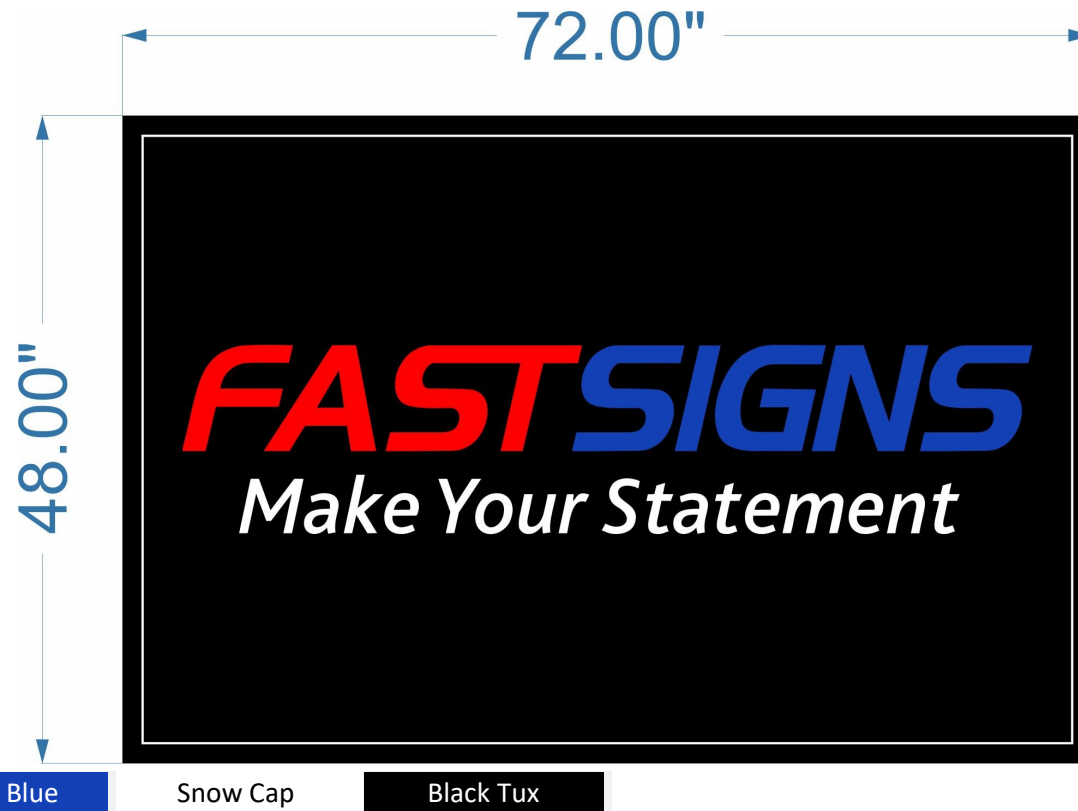 72.00"
48.00"
FASTSIGNS
Make Your Statement
Blue Snow Cap Black Tux